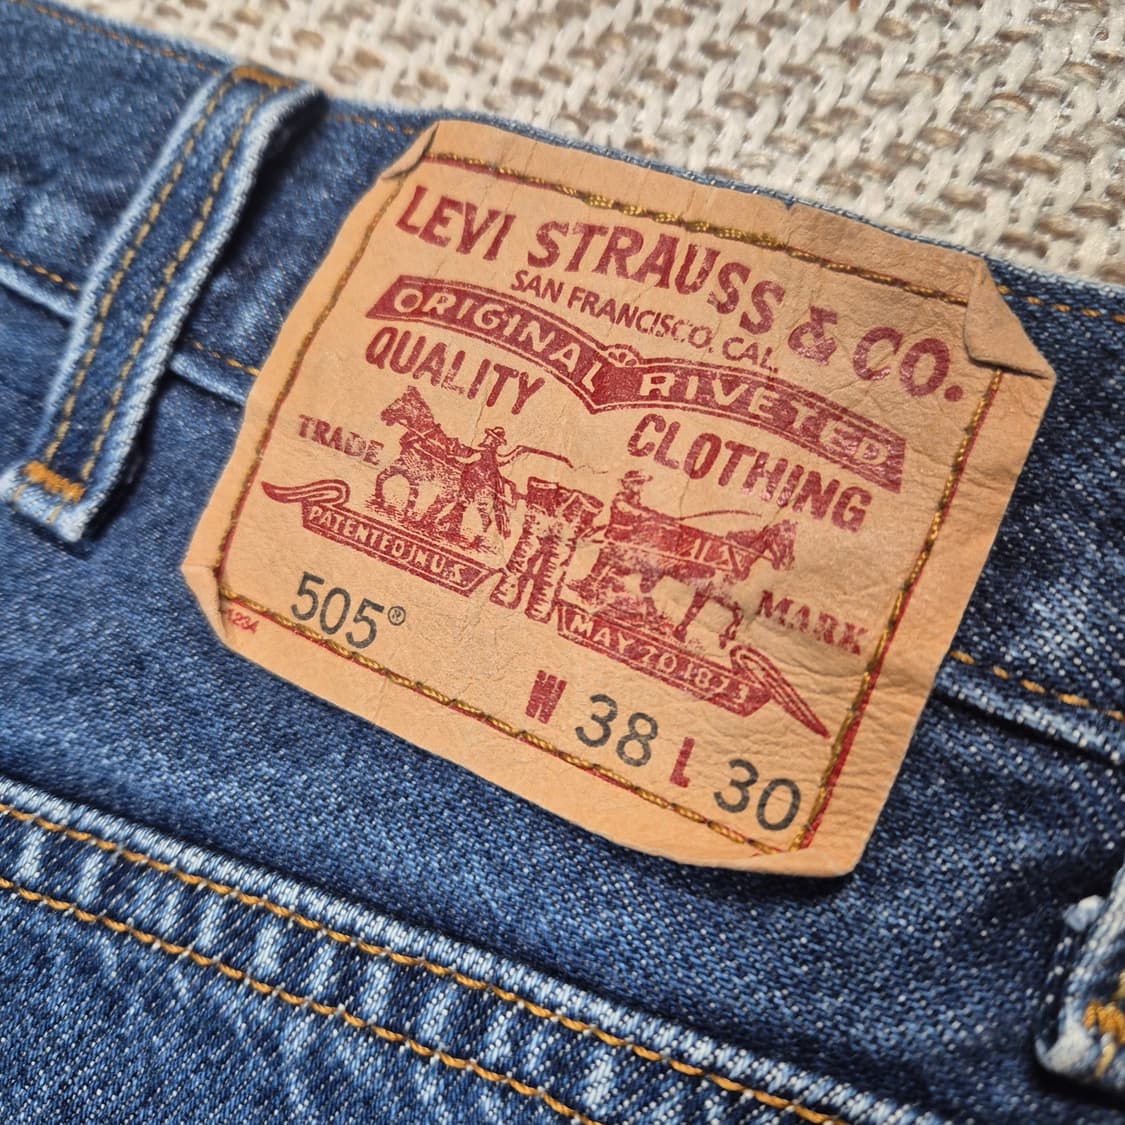 LEVI STRAUSS & CO.
SAN FRANCISCO, CAL.
ORIGINAL RIVETED
QUALITY CLOTHING
TRADE MARK
PATENTED IN U.S.
MAY 20 1873
505®
1234
W 38 L 30